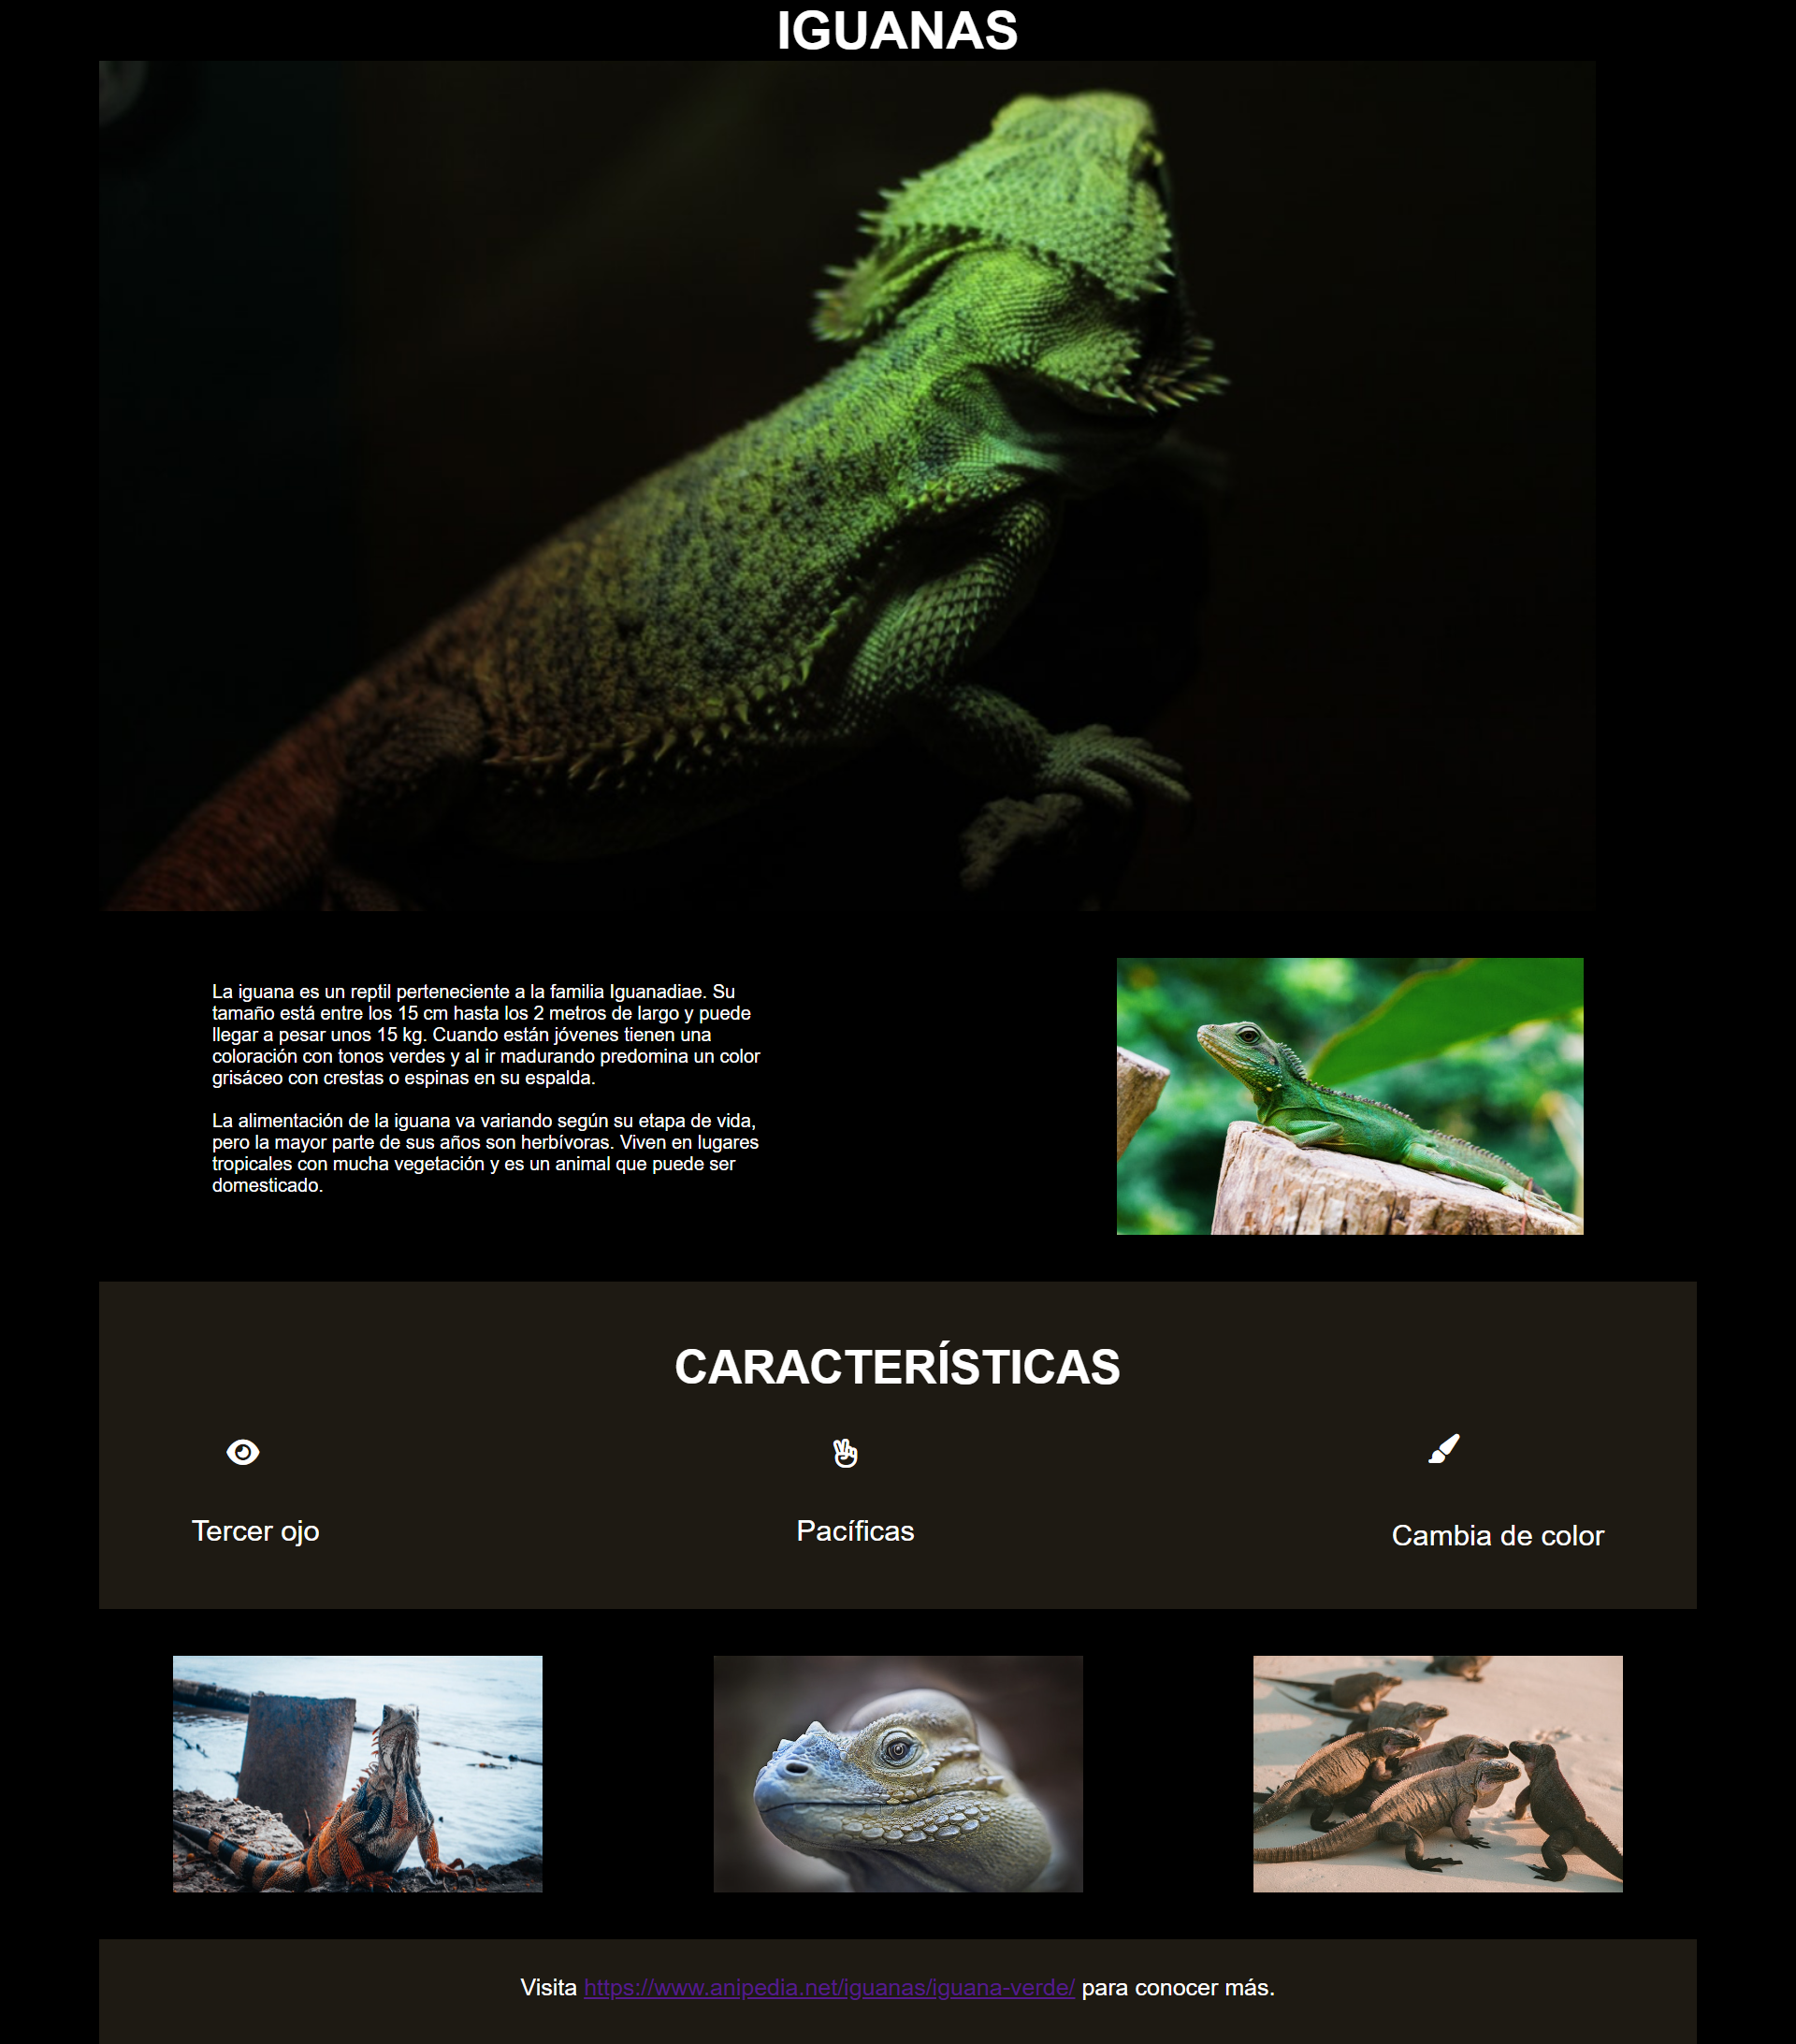 IGUANAS
La iguana es un reptil perteneciente a la familia Iguanadiae. Su
tamaño está entre los 15 cm hasta los 2 metros de largo y puede
llegar a pesar unos 15 kg. Cuando están jóvenes tienen una
coloración con tonos verdes y al ir madurando predomina un color
grisáceo con crestas o espinas en su espalda.
La alimentación de la iguana va variando según su etapa de vida,
pero la mayor parte de sus años son herbívoras. Viven en lugares
tropicales con mucha vegetación y es un animal que puede ser
domesticado.
CARACTERÍSTICAS
Tercer ojo
Pacíficas
Cambia de color
Visita https://www.anipedia.net/iguanas/iguana-verde/ para conocer más.